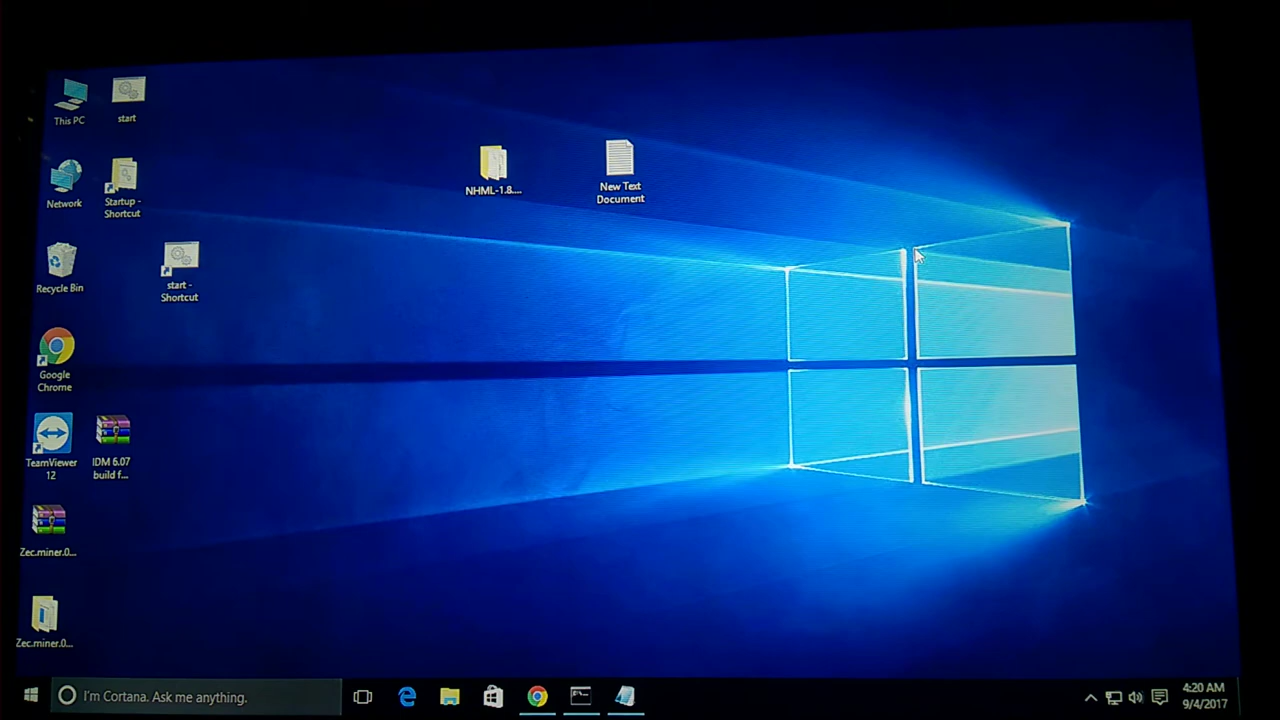 This PC
start
Network
Startup -
Shortcut
Recycle Bin
start -
Shortcut
Google
Chrome
TeamViewer
12
IDM 6.07
build f...
Zec.miner.0...
Zec.miner.0...
NHML-1.8....
New Text
Document
I'm Cortana. Ask me anything.
4:20 AM
9/4/2017